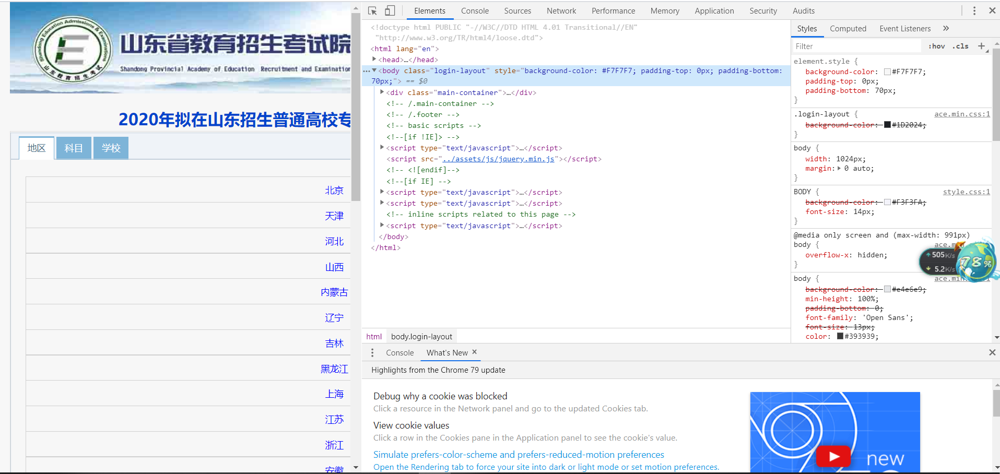 山东省教育招生考试院
Shandong Provincial Academy of Education Recruitment and Examination
Shandong Education Admissions & Examinations
山东教育招生考试
2020年拟在山东招生普通高校专
地区 科目 学校
北京
天津
河北
山西
内蒙古
辽宁
吉林
黑龙江
上海
江苏
浙江
安徽
Elements Console Sources Network Performance Memory Application Security Audits
<!doctype html PUBLIC "-//W3C//DTD HTML 4.01 Transitional//EN"
"http://www.w3.org/TR/html4/loose.dtd">
<html lang="en">
<head>…</head>
<body class="login-layout" style="background-color: #F7F7F7; padding-top: 0px; padding-bottom:
70px;"> == $0
<div class="main-container">…</div>
<!-- /.main-container -->
<!-- /.footer -->
<!-- basic scripts -->
<!--[if !IE]> -->
<script type="text/javascript">…</script>
<script src="../assets/js/jquery.min.js"></script>
<!-- <![endif]-->
<!--[if IE] -->
<script type="text/javascript">…</script>
<script type="text/javascript">…</script>
<!-- inline scripts related to this page -->
<script type="text/javascript">…</script>
</body>
</html>
html body.login-layout
Styles Computed Event Listeners »
Filter :hov .cls +
element.style {
background-color: #F7F7F7;
padding-top: 0px;
padding-bottom: 70px;
}
.login-layout { ace.min.css:1
background-color: #1D2024;
}
body {
width: 1024px;
margin: 0 auto;
}
BODY { style.css:1
background-color: #F3F3FA;
font-size: 14px;
}
@media only screen and (max-width: 991px)
body { ace.m
overflow-x: hidden;
}
505K/s
78%
5.2K/s
body { ace.min. 1
background-color: #e4e6e9;
min-height: 100%;
padding-bottom: 0;
font-family: 'Open Sans';
font-size: 13px;
color: #393939;
Console What's New ×
Highlights from the Chrome 79 update
Debug why a cookie was blocked
Click a resource in the Network panel and go to the updated Cookies tab.
View cookie values
Click a row in the Cookies pane in the Application panel to see the cookie's value.
Simulate prefers-color-scheme and prefers-reduced-motion preferences
Open the Rendering tab to force your site into dark or light mode or set motion preferences.
new